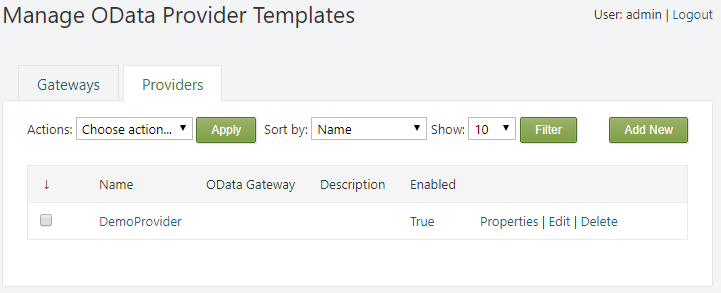 Manage OData Provider Templates
User: admin | Logout
Gateways
Providers
Actions: Choose action... Apply Sort by: Name Show: 10 Filter Add New
↓ Name OData Gateway Description Enabled
DemoProvider True Properties | Edit | Delete